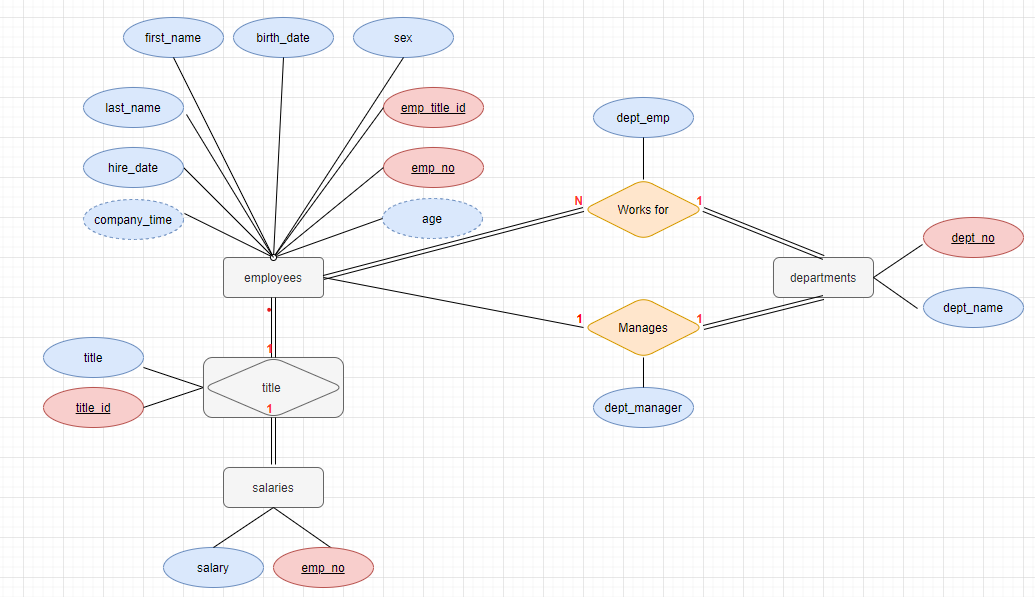 first_name
birth_date
sex
last_name
emp_title_id
dept_emp
hire_date
emp_no
company_time
age
N
Works for
1
dept_no
employees
departments
dept_name
1
Manages
1
1
title
title
title_id
1
dept_manager
salaries
salary
emp_no